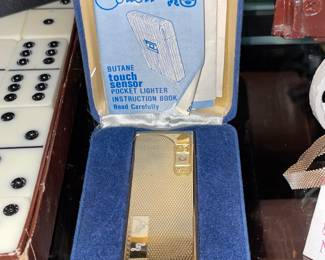 BUTANE
touch
sensor
POCKET LIGHTER
INSTRUCTION BOOK
Read Carefully